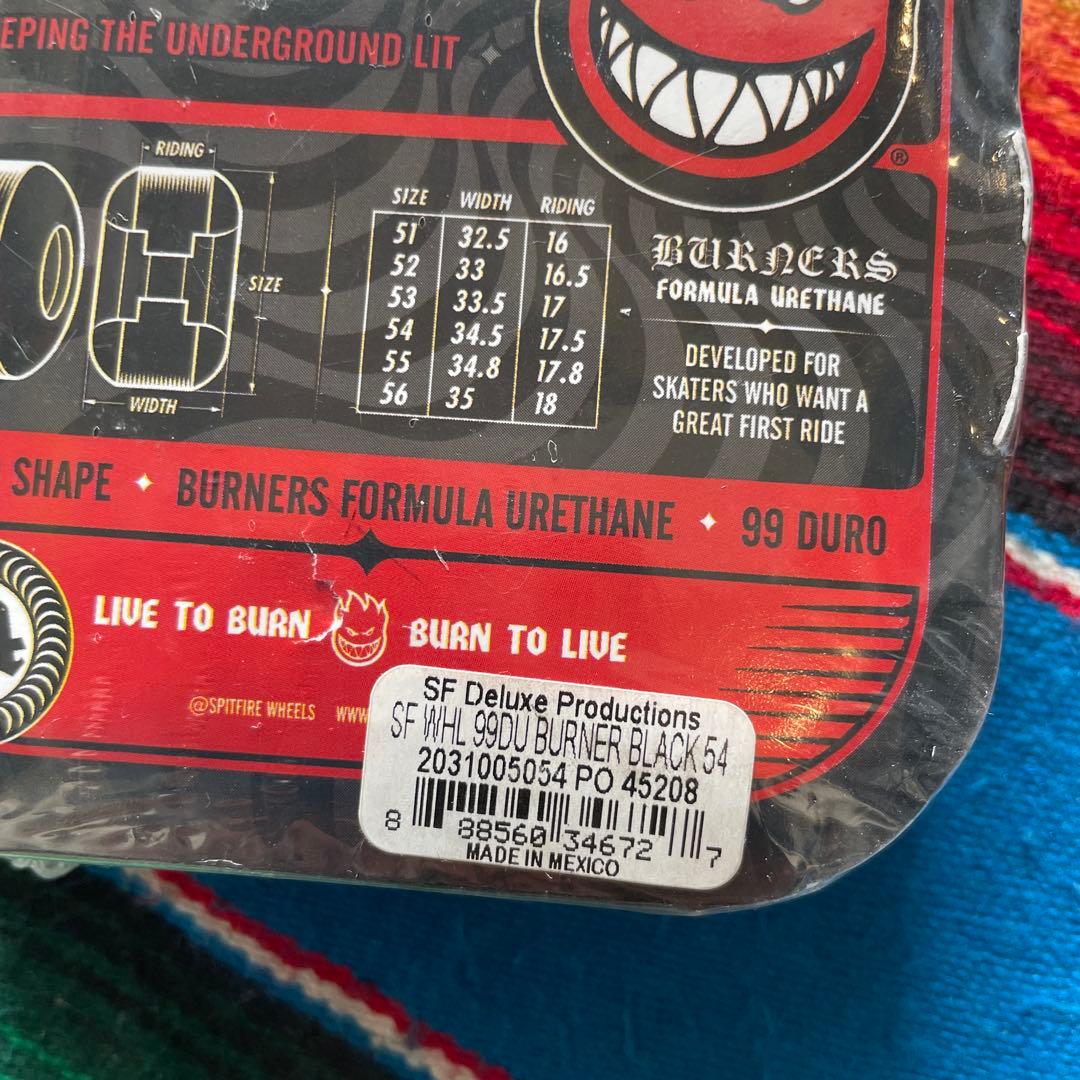 EPING THE UNDERGROUND LIT
®
RIDING
SIZE
WIDTH
SIZE WIDTH RIDING
51 32.5 16
52 33 16.5
53 33.5 17
54 34.5 17.5
55 34.8 17.8
56 35 18
BURNERS
FORMULA URETHANE
DEVELOPED FOR
SKATERS WHO WANT A
GREAT FIRST RIDE
SHAPE BURNERS FORMULA URETHANE 99 DURO
LIVE TO BURN BURN TO LIVE
@SPITFIRE WHEELS WWW
SF Deluxe Productions
SF WHL 99DU BURNER BLACK 54
2031005054 PO 45208
8 88560 34672 7
MADE IN MEXICO